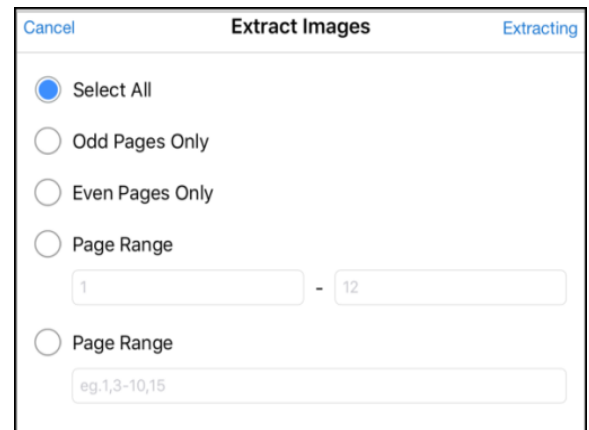 Cancel Extract Images Extracting
Select All
Odd Pages Only
Even Pages Only
Page Range
1 - 12
Page Range
eg.1,3-10,15